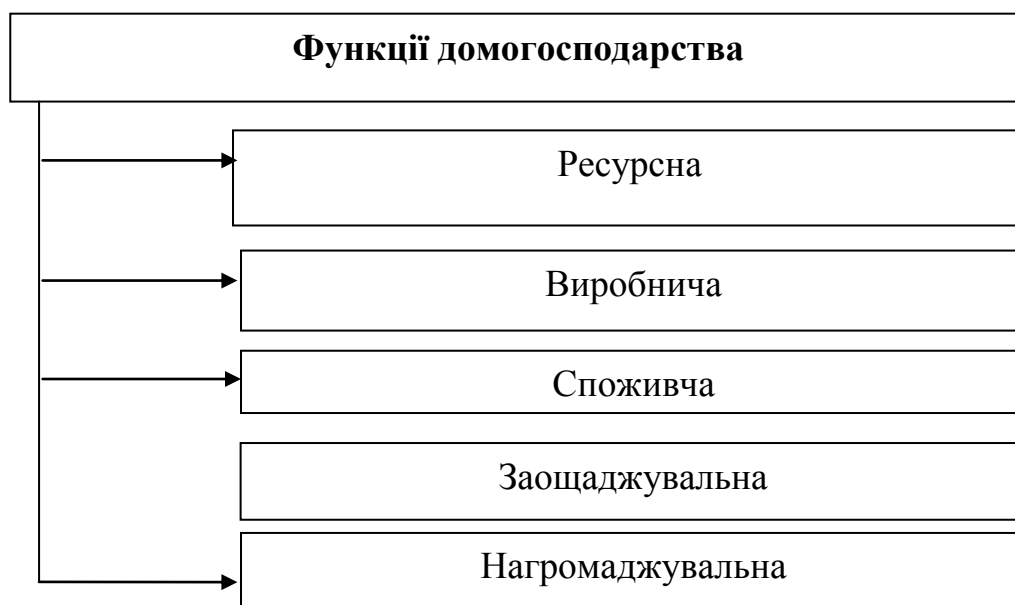 Функції домогосподарства
Ресурсна
Виробнича
Споживча
Заощаджувальна
Нагромаджувальна